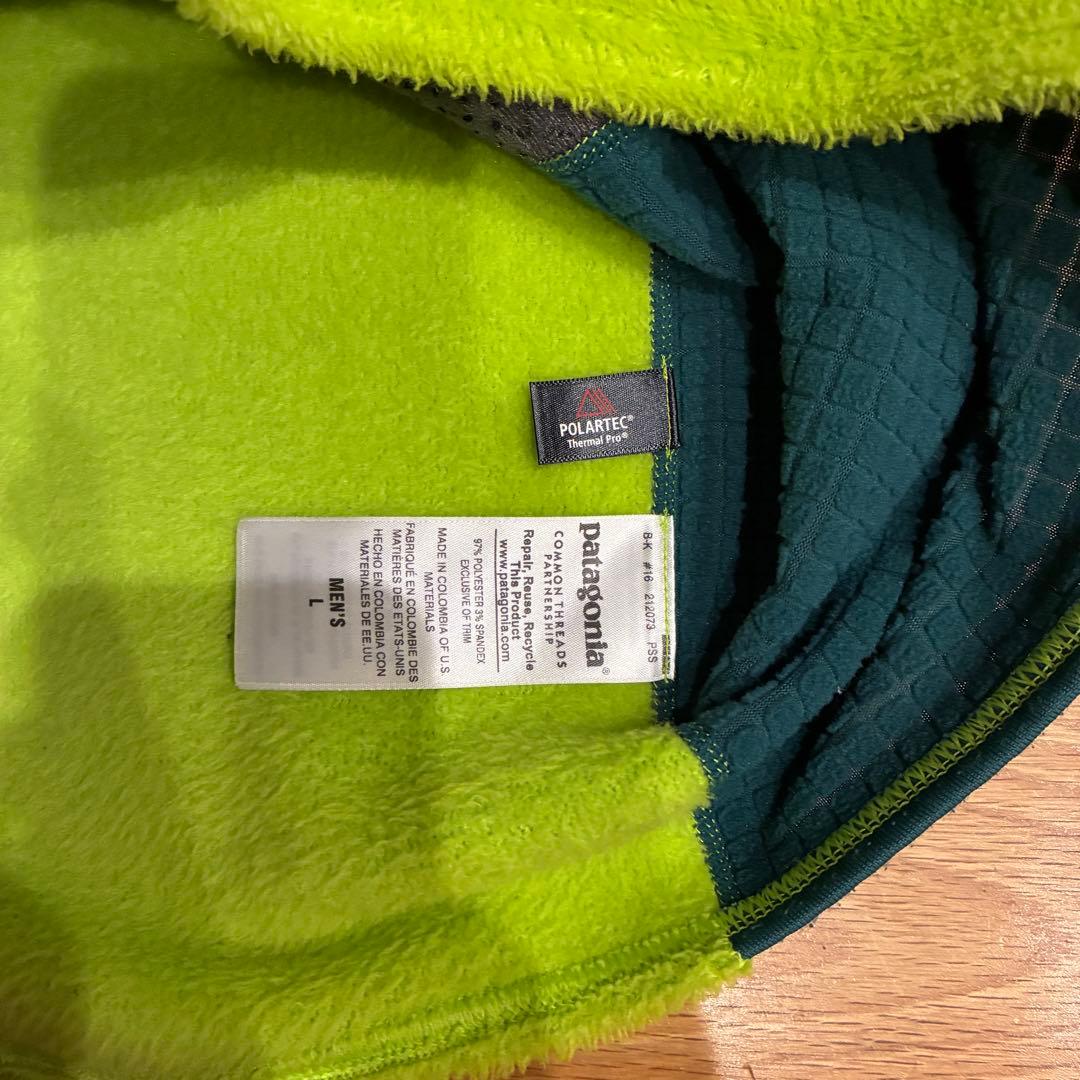 POLARTEC®
Thermal Pro®
B-K #16 212073 PSS
patagonia®
COMMON THREADS
PARTNERSHIP
Repair, Reuse, Recycle
This Product
www.patagonia.com
97% POLYESTER 3% SPANDEX
EXCLUSIVE OF TRIM
MADE IN COLOMBIA OF U.S
MATERIALS
FABRIQUÉ EN COLOMBIE DES
MATIÈRES DES ETATS-UNIS
HECHO EN COLOMBIA CON
MATERIALES DE EE.UU.
MEN'S
L